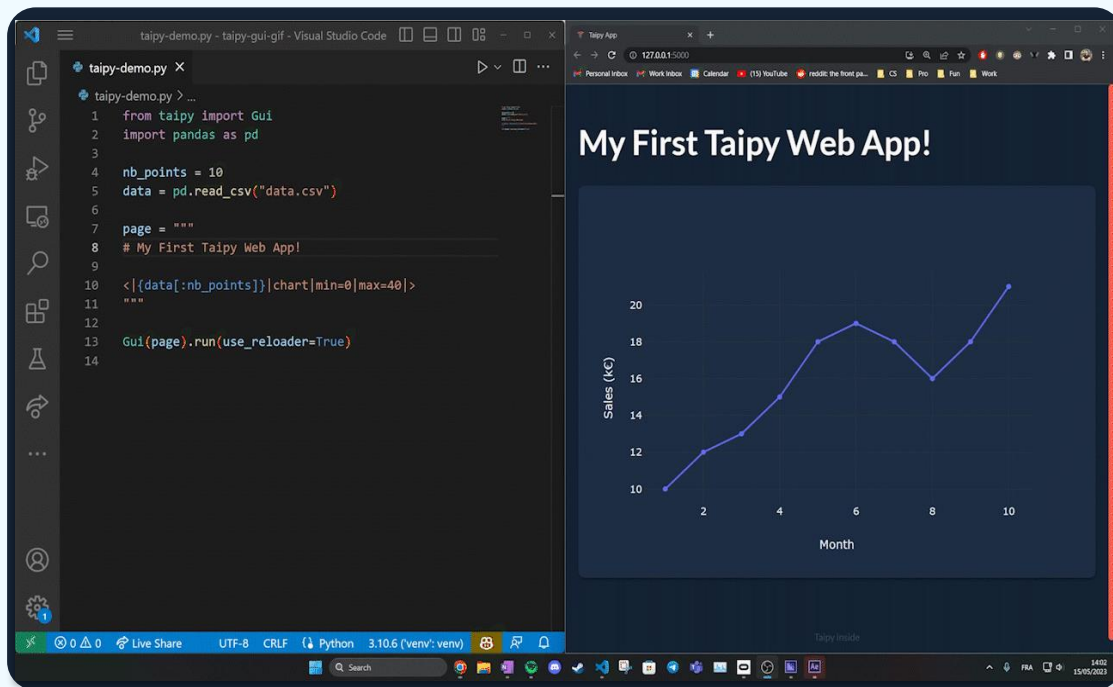 taipy-demo.py - taipy-gui-gif - Visual Studio Code
taipy-demo.py
taipy-demo.py > ...
1 from taipy import Gui
2 import pandas as pd
3
4 nb_points = 10
5 data = pd.read_csv("data.csv")
6
7 page = """
8 # My First Taipy Web App!
9
10 <|{data[:nb_points]}|chart|min=0|max=40|>
11 """
12
13 Gui(page).run(use_reloader=True)
14
1
0 0 Live Share UTF-8 CRLF Python 3.10.6 ('venv': venv)
Taipy App
127.0.0.1:5000
Personal Inbox Work Inbox Calendar (15) YouTube reddit: the front pa... CS Pro Fun Work
My First Taipy Web App!
Sales (k€)
20
18
16
14
12
10
2 4 6 8 10
Month
Taipy Inside
Search
Ae
FRA
14:02
15/05/2023